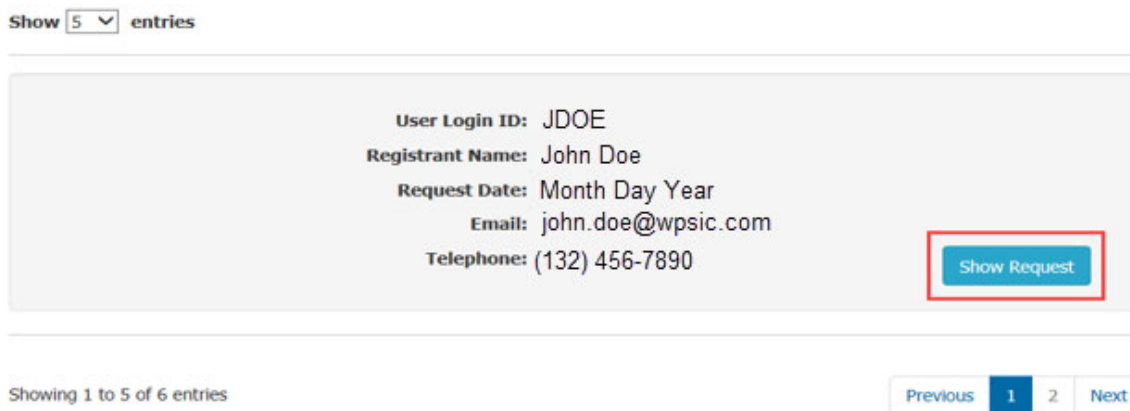 Show 5 entries
User Login ID: JDOE
Registrant Name: John Doe
Request Date: Month Day Year
Email: john.doe@wpsic.com
Telephone: (132) 456-7890
Show Request
Showing 1 to 5 of 6 entries
Previous 1 2 Next